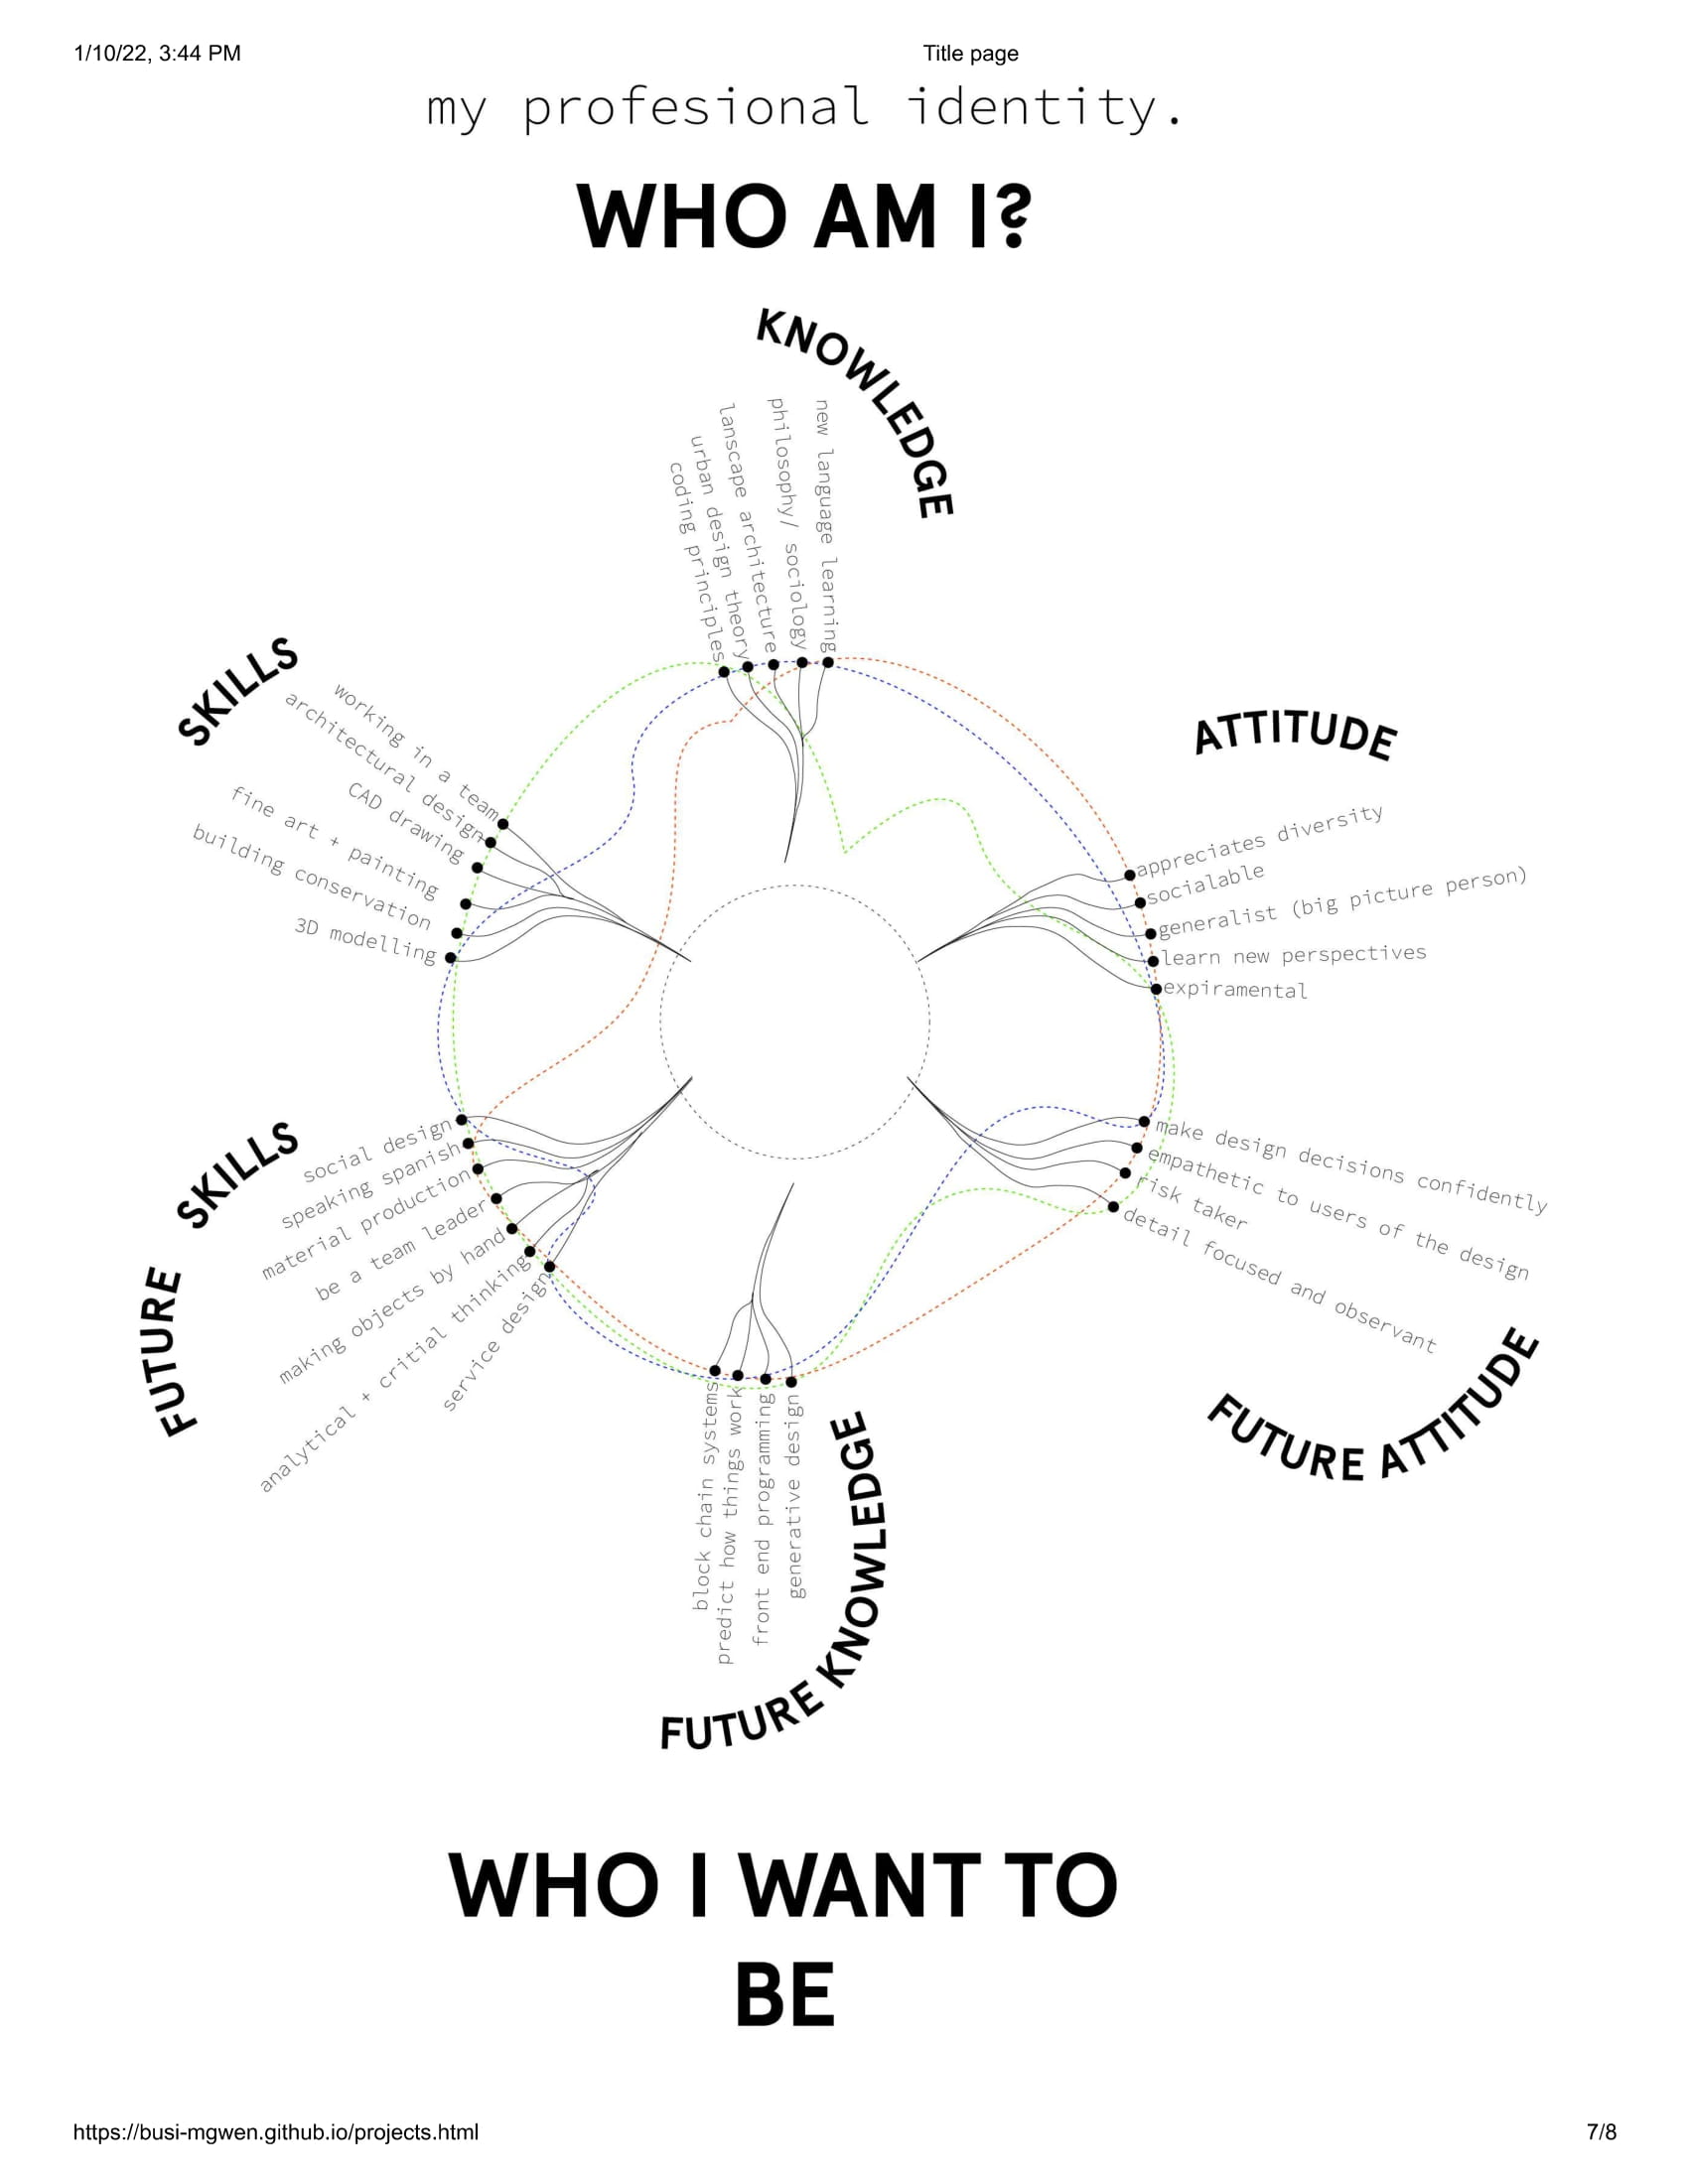 1/10/22, 3:44 PM
Title page
my profesional identity.
WHO AM I?
KNOWLEDGE
coding principles
urban design theory
lanscape architecture
philosophy/ sociology
new language learning
SKILLS
working in a team
architectural design
CAD drawing
fine art + painting
building conservation
3D modelling
ATTITUDE
appreciates diversity
socialable
generalist (big picture person)
learn new perspectives
expiramental
FUTURE SKILLS
social design
speaking spanish
material production
be a team leader
making objects by hand
analytical + critial thinking
service design
make design decisions confidently
empathetic to users of the design
risk taker
detail focused and observant
FUTURE ATTITUDE
block chain systems
predict how things work
front end programming
generative design
FUTURE KNOWLEDGE
WHO I WANT TO
BE
https://busi-mgwen.github.io/projects.html
7/8